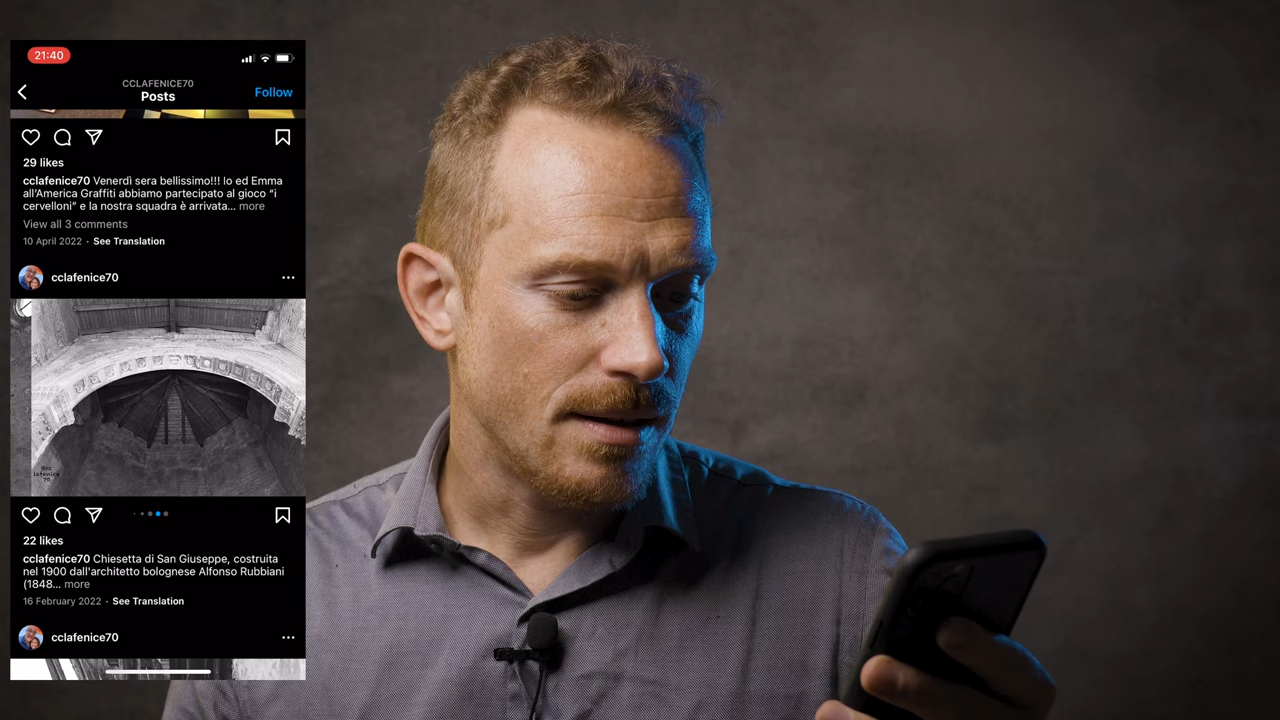 21:40
CCLAFENICE70
Posts
Follow
29 likes
cclafenice70 Venerdì sera bellissimo!!! Io ed Emma
all'America Graffiti abbiamo partecipato al gioco "i
cervelloni" e la nostra squadra è arrivata... more
View all 3 comments
10 April 2022 · See Translation
cclafenice70
lafenice
70
22 likes
cclafenice70 Chiesetta di San Giuseppe, costruita
nel 1900 dall'architetto bolognese Alfonso Rubbiani
(1848... more
16 February 2022 · See Translation
cclafenice70